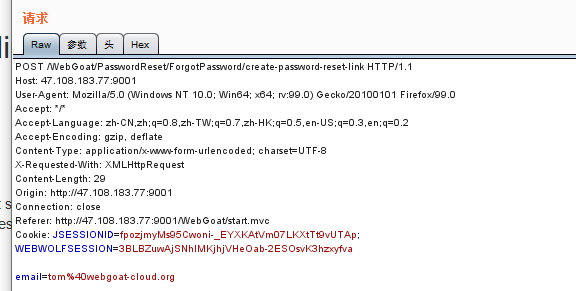 请求
Raw 参数 头 Hex
POST /WebGoat/PasswordReset/ForgotPassword/create-password-reset-link HTTP/1.1
Host: 47.108.183.77:9001
User-Agent: Mozilla/5.0 (Windows NT 10.0; Win64; x64; rv:99.0) Gecko/20100101 Firefox/99.0
Accept: */*
Accept-Language: zh-CN,zh;q=0.8,zh-TW;q=0.7,zh-HK;q=0.5,en-US;q=0.3,en;q=0.2
Accept-Encoding: gzip, deflate
Content-Type: application/x-www-form-urlencoded; charset=UTF-8
X-Requested-With: XMLHttpRequest
Content-Length: 29
Origin: http://47.108.183.77:9001
Connection: close
Referer: http://47.108.183.77:9001/WebGoat/start.mvc
Cookie: JSESSIONID=fpozjmyMs95Cwoni-_EYXKAtVm07LKXtTt9vUTAp;
WEBWOLFSESSION=3BLBZuwAjSNhIMKjhjVHeOab-2ESOsvK3hzxyfva
email=tom%40webgoat-cloud.org